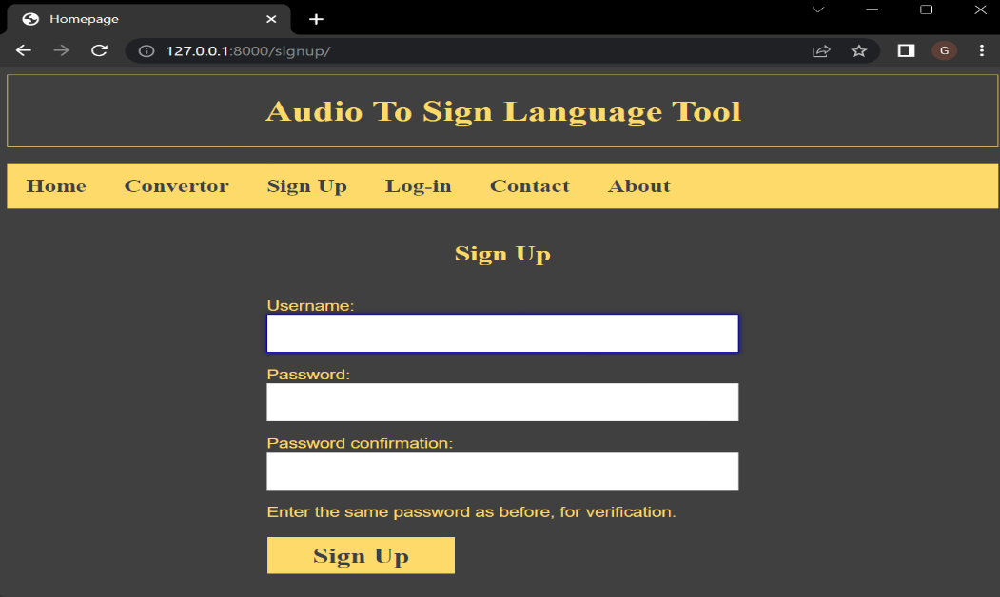 Homepage
127.0.0.1:8000/signup/
G
Audio To Sign Language Tool
Home Convertor Sign Up Log-in Contact About
Sign Up
Username:
Password:
Password confirmation:
Enter the same password as before, for verification.
Sign Up